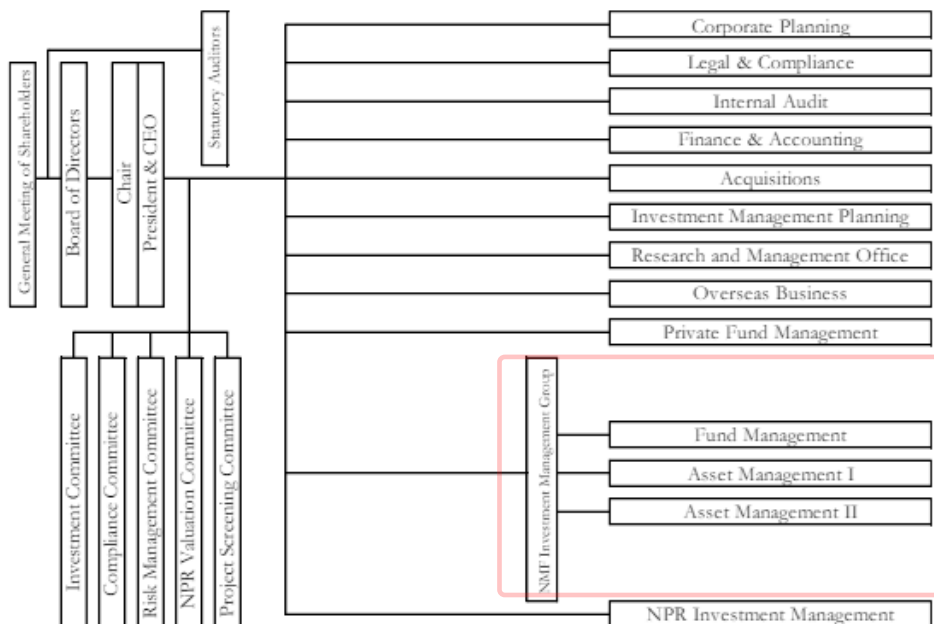 General Meeting of Shareholders
Board of Directors
Chair
President & CEO
Statutory Auditors
Investment Committee
Compliance Committee
Risk Management Committee
NPR Valuation Committee
Project Screening Committee
Corporate Planning
Legal & Compliance
Internal Audit
Finance & Accounting
Acquisitions
Investment Management Planning
Research and Management Office
Overseas Business
Private Fund Management
NMF Investment Management Group
Fund Management
Asset Management I
Asset Management II
NPR Investment Management